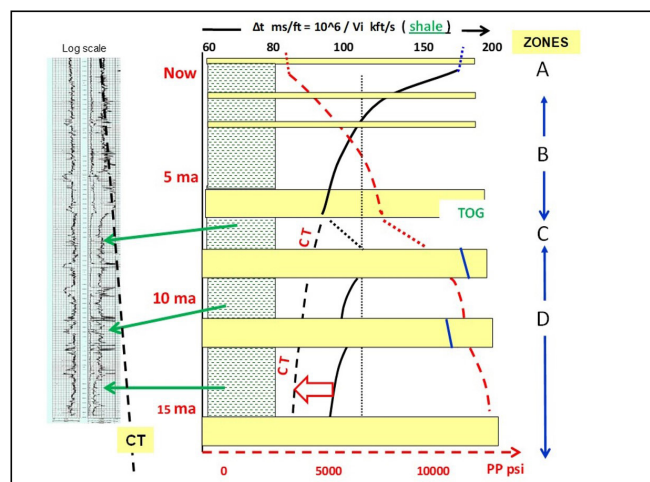 Δt ms/ft = 10^6 / Vi kft/s ( shale )
60 80 100 150 200
ZONES
Log scale
Now
A
B
5 ma
TOG
C
CT
10 ma
D
CT
15 ma
CT
0 5000 10000 PP psi